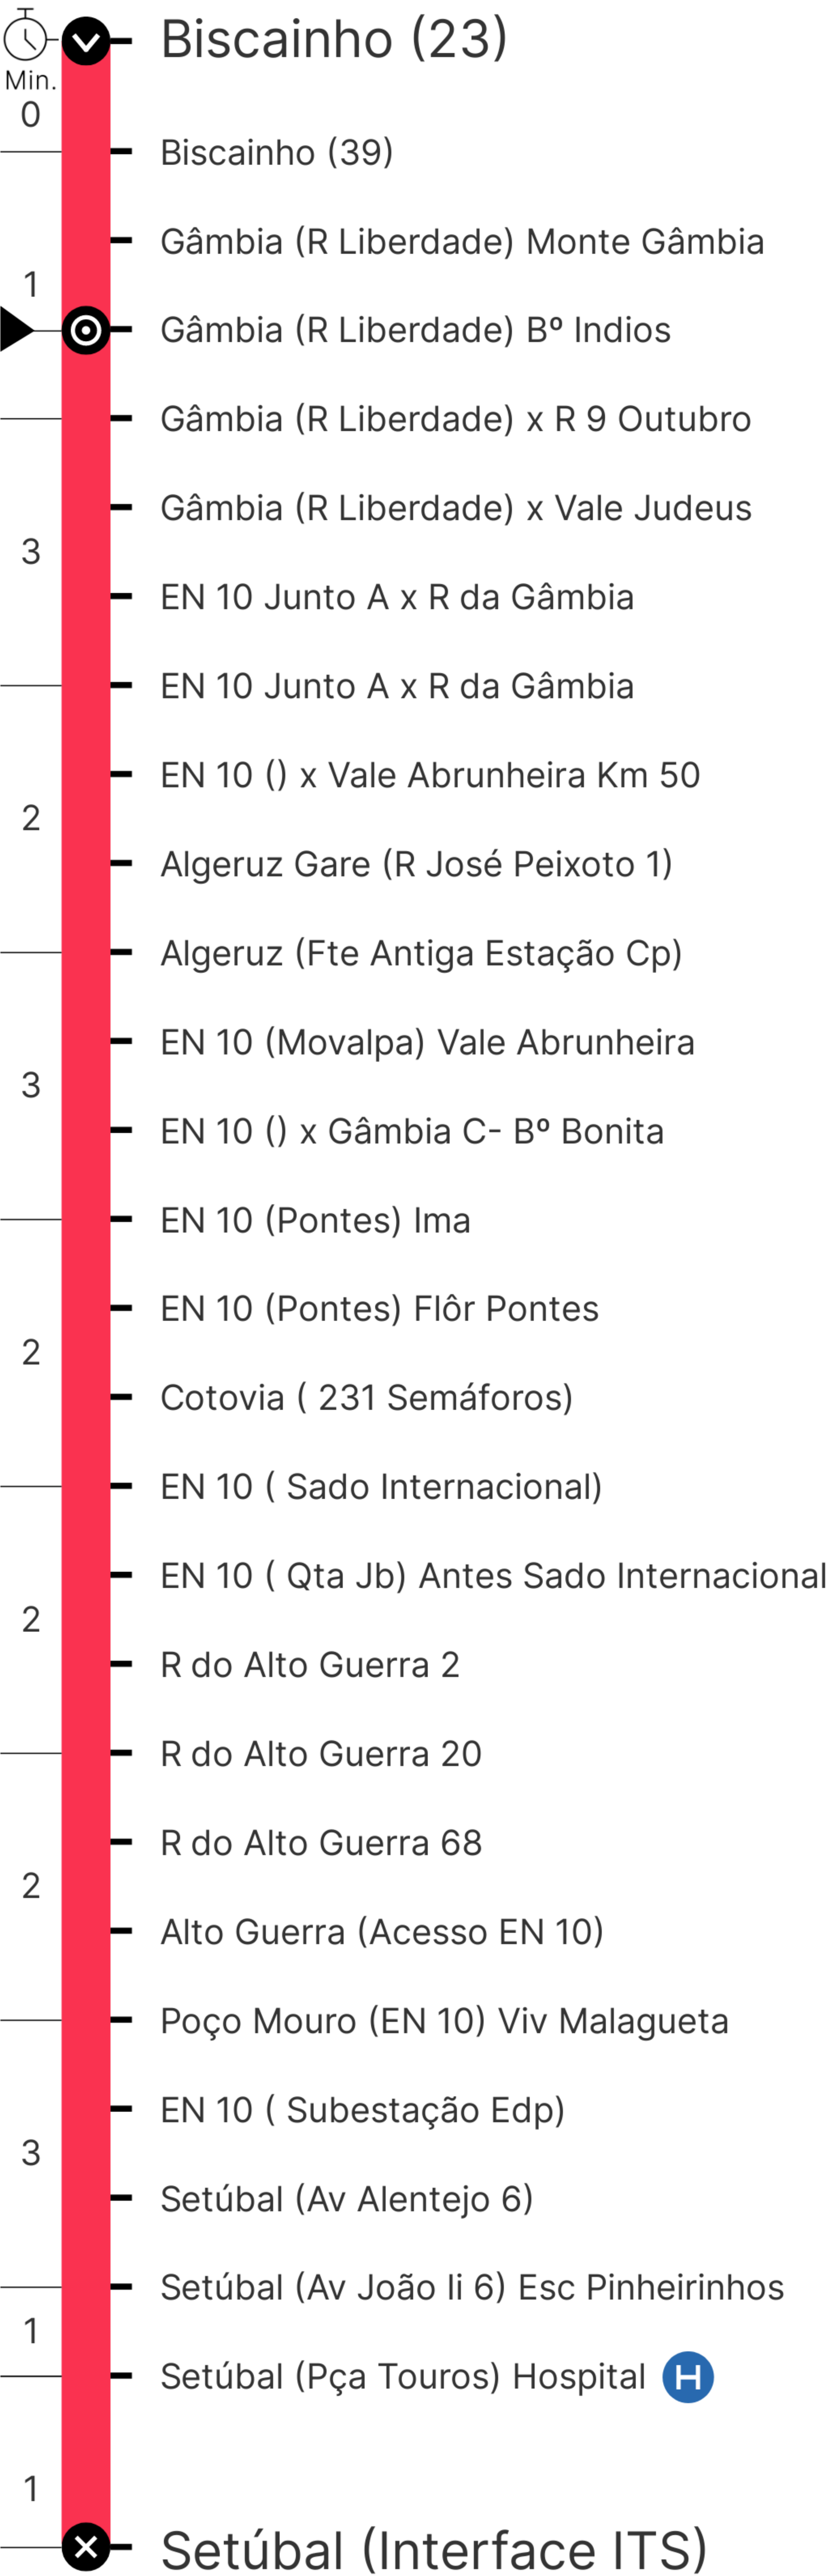 Biscainho (23)
Min.
0
Biscainho (39)
Gâmbia (R Liberdade) Monte Gâmbia
1
Gâmbia (R Liberdade) Bº Indios
Gâmbia (R Liberdade) x R 9 Outubro
Gâmbia (R Liberdade) x Vale Judeus
3
EN 10 Junto A x R da Gâmbia
EN 10 Junto A x R da Gâmbia
EN 10 () x Vale Abrunheira Km 50
2
Algeruz Gare (R José Peixoto 1)
Algeruz (Fte Antiga Estação Cp)
EN 10 (Movalpa) Vale Abrunheira
3
EN 10 () x Gâmbia C- Bº Bonita
EN 10 (Pontes) Ima
EN 10 (Pontes) Flôr Pontes
2
Cotovia ( 231 Semáforos)
EN 10 ( Sado Internacional)
EN 10 ( Qta Jb) Antes Sado Internacional
2
R do Alto Guerra 2
R do Alto Guerra 20
R do Alto Guerra 68
2
Alto Guerra (Acesso EN 10)
Poço Mouro (EN 10) Viv Malagueta
EN 10 ( Subestação Edp)
3
Setúbal (Av Alentejo 6)
Setúbal (Av João Ii 6) Esc Pinheirinhos
1
Setúbal (Pça Touros) Hospital H
1
Setúbal (Interface ITS)